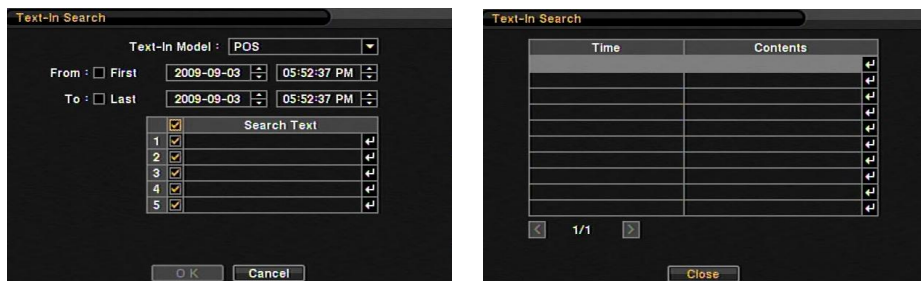 Text-In Search
Text-In Model : POS
From : First 2009-09-03 05:52:37 PM
To : Last 2009-09-03 05:52:37 PM
Search Text
1
2
3
4
5
OK Cancel
Text-In Search
Time Contents
1/1
Close